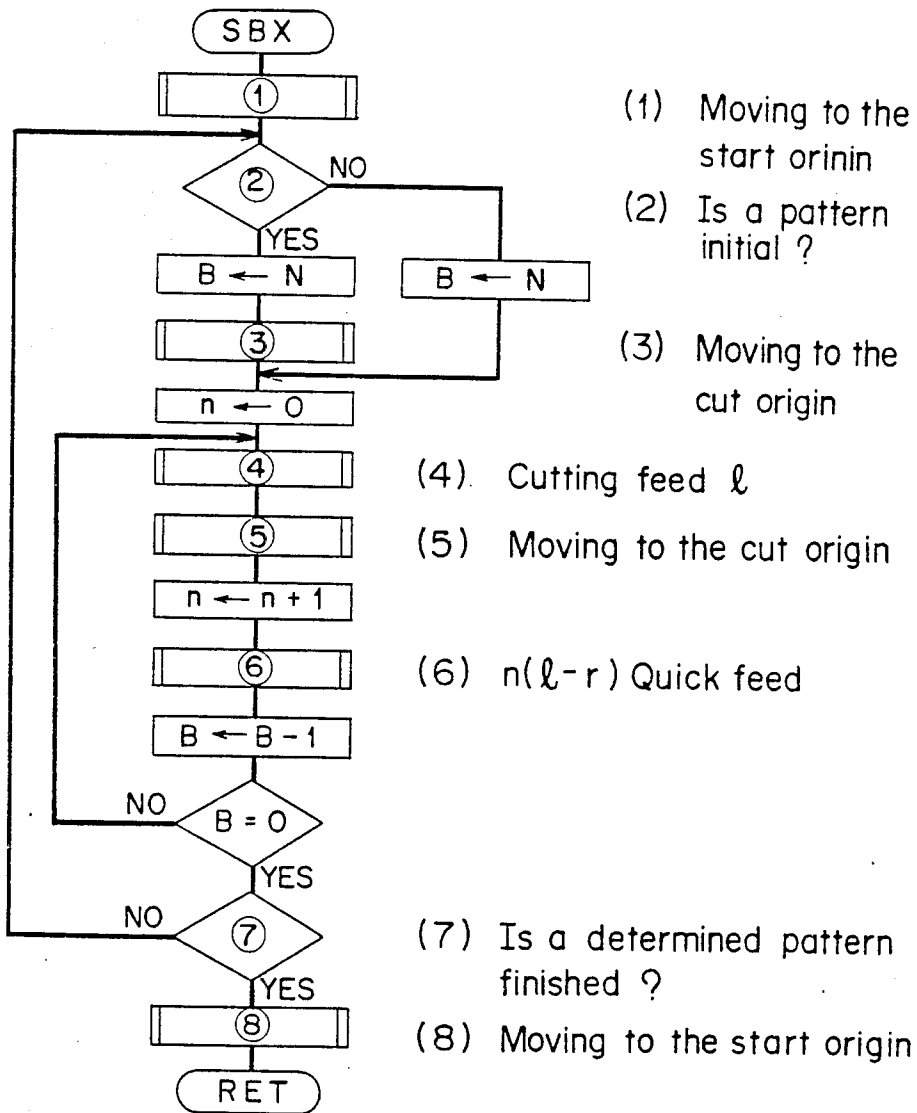 SBX
①
(1) Moving to the
start orinin
②
NO
(2) Is a pattern
initial ?
YES
B ← N
B ← N
③
(3) Moving to the
cut origin
n ← 0
④
(4). Cutting feed ℓ
⑤
(5) Moving to the cut origin
n ← n + 1
⑥
(6) n(ℓ-r) Quick feed
B ← B - 1
NO
B = 0
YES
NO
⑦
(7) Is a determined pattern
finished ?
YES
⑧
(8) Moving to the start origin
RET